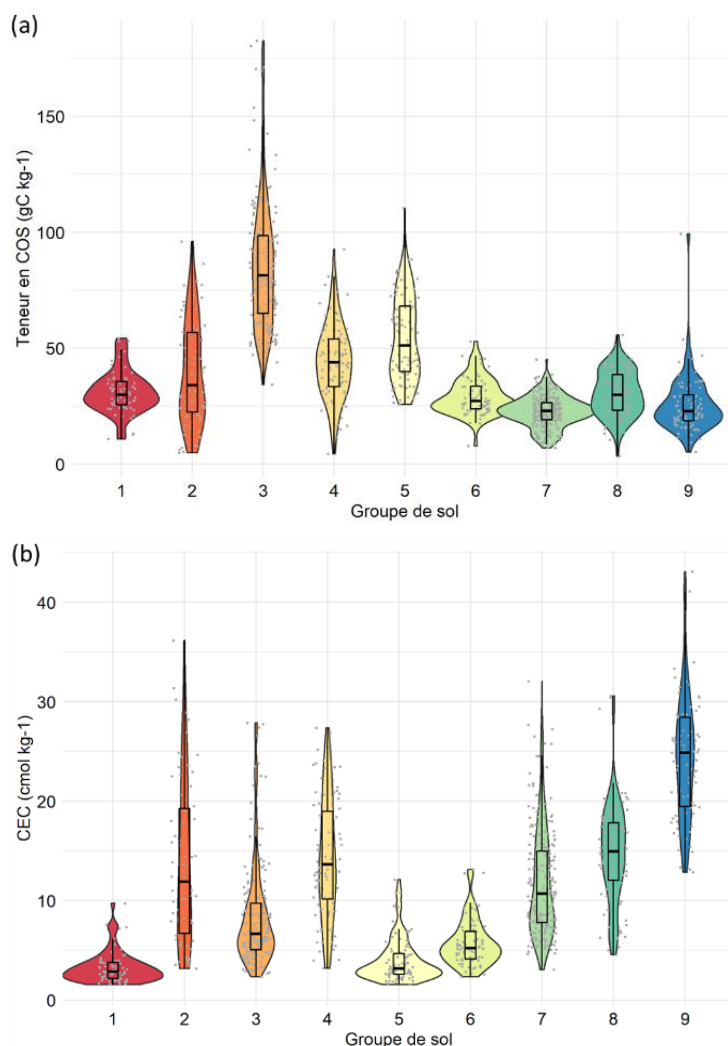 (a)
Teneur en COS (gC kg-1)
150
100
50
0
1 2 3 4 5 6 7 8 9
Groupe de sol
(b)
CEC (cmol kg-1)
40
30
20
10
0
1 2 3 4 5 6 7 8 9
Groupe de sol